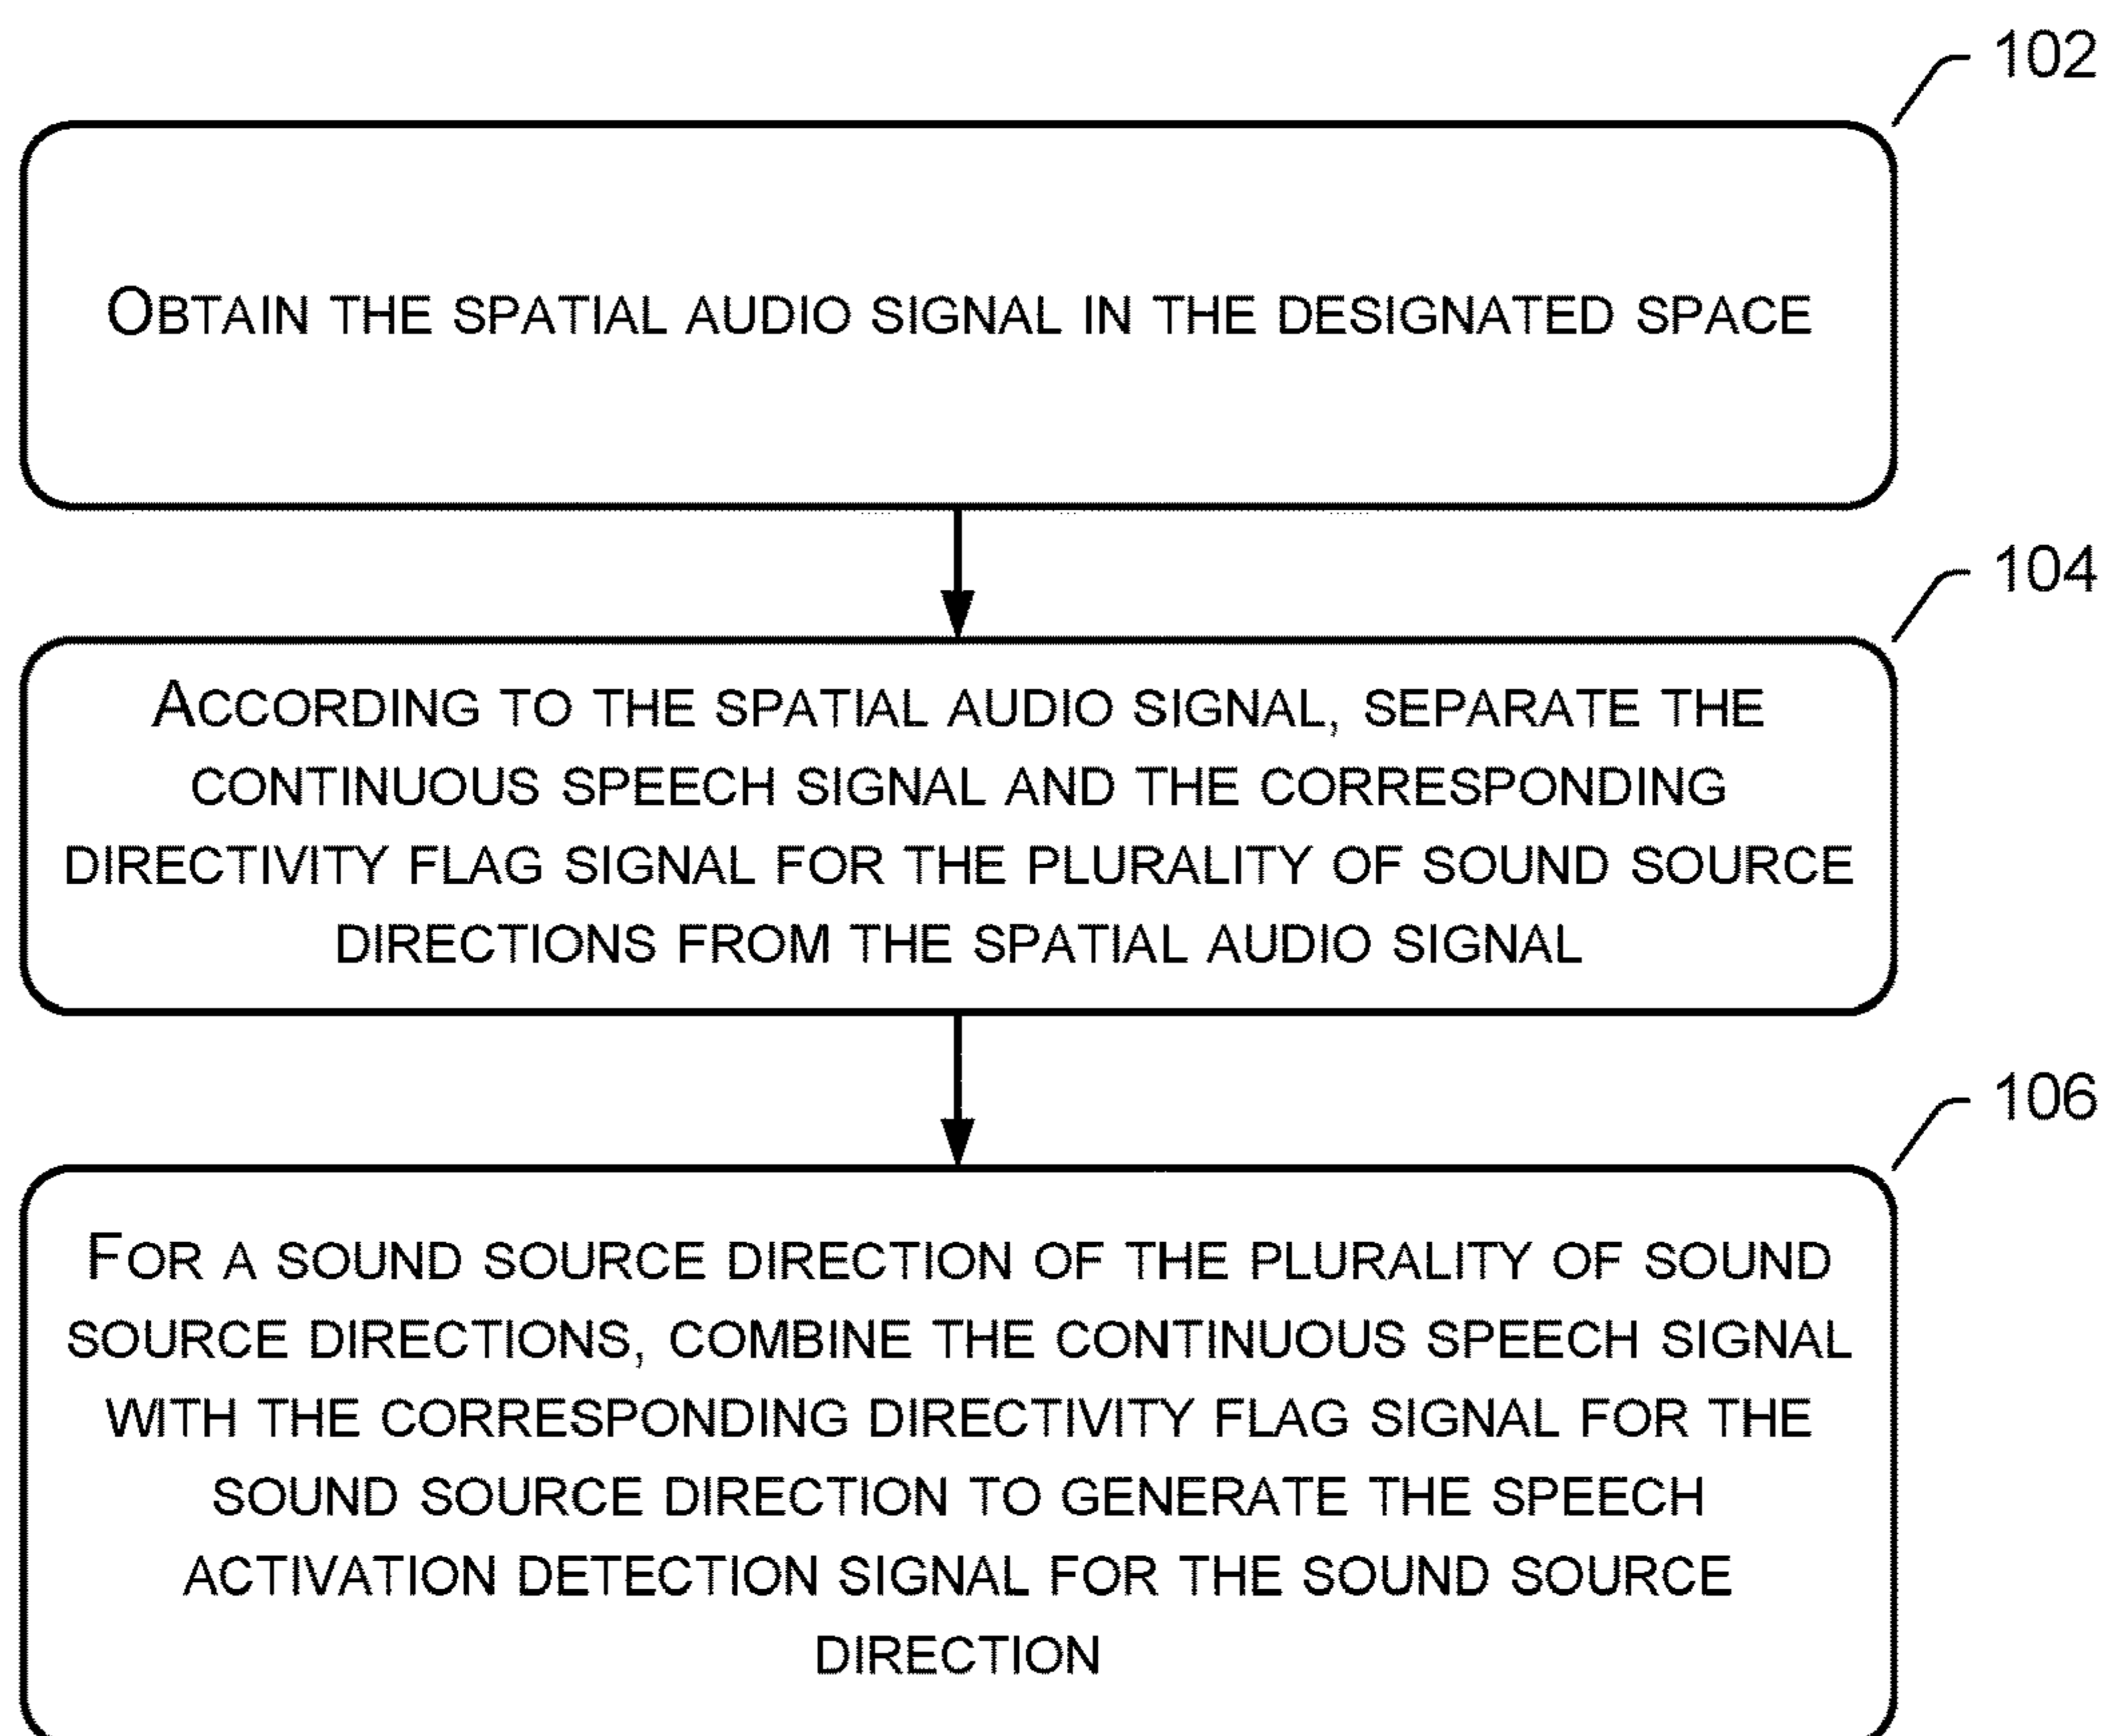 102
OBTAIN THE SPATIAL AUDIO SIGNAL IN THE DESIGNATED SPACE
104
ACCORDING TO THE SPATIAL AUDIO SIGNAL, SEPARATE THE
CONTINUOUS SPEECH SIGNAL AND THE CORRESPONDING
DIRECTIVITY FLAG SIGNAL FOR THE PLURALITY OF SOUND SOURCE
DIRECTIONS FROM THE SPATIAL AUDIO SIGNAL
106
FOR A SOUND SOURCE DIRECTION OF THE PLURALITY OF SOUND
SOURCE DIRECTIONS, COMBINE THE CONTINUOUS SPEECH SIGNAL
WITH THE CORRESPONDING DIRECTIVITY FLAG SIGNAL FOR THE
SOUND SOURCE DIRECTION TO GENERATE THE SPEECH
ACTIVATION DETECTION SIGNAL FOR THE SOUND SOURCE
DIRECTION